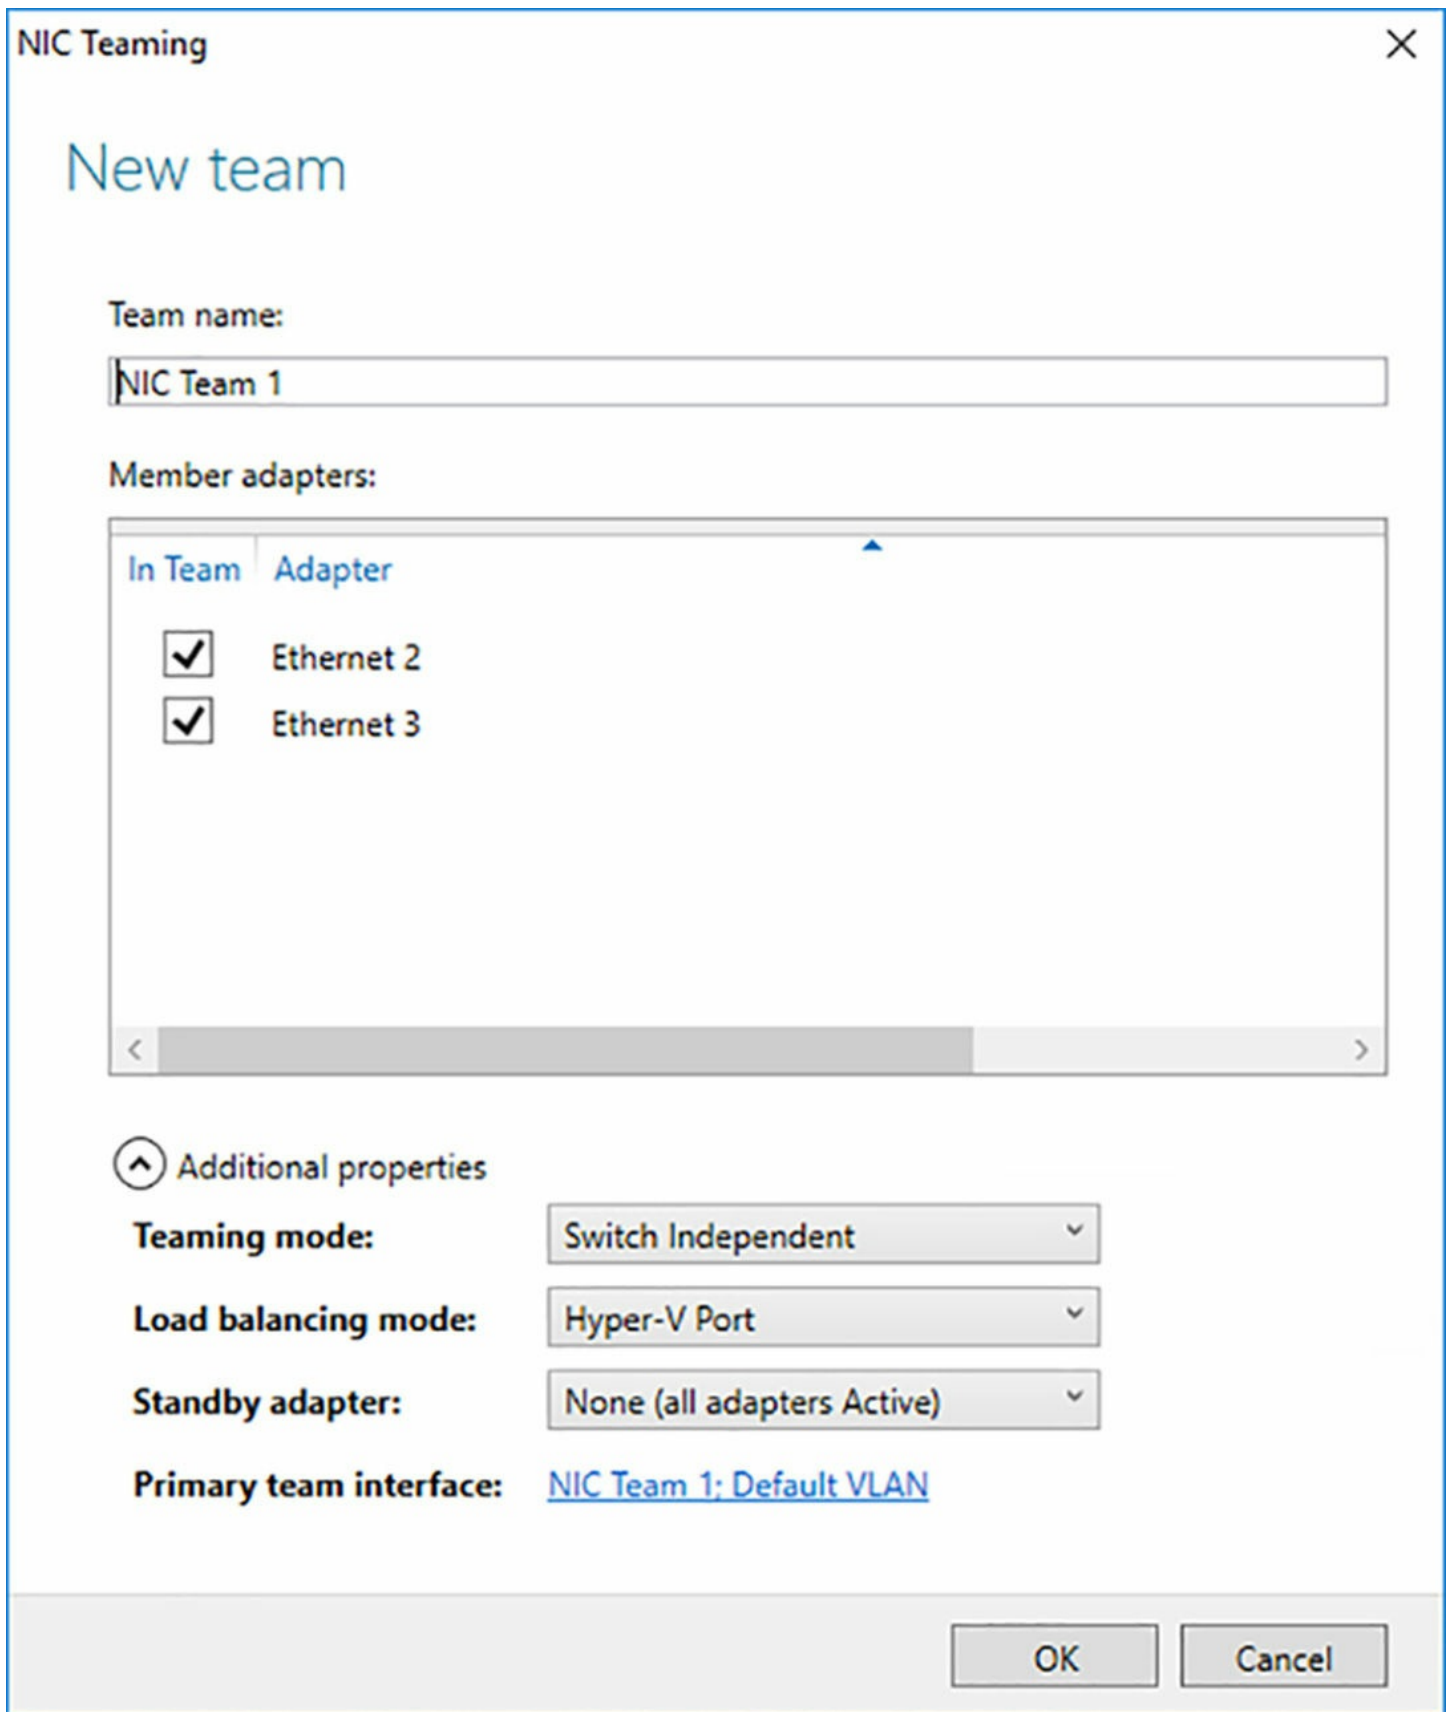 NIC Teaming
New team
Team name:
NIC Team 1
Member adapters:
In Team Adapter
Ethernet 2
Ethernet 3
Additional properties
Teaming mode: Switch Independent
Load balancing mode: Hyper-V Port
Standby adapter: None (all adapters Active)
Primary team interface: NIC Team 1; Default VLAN
OK Cancel